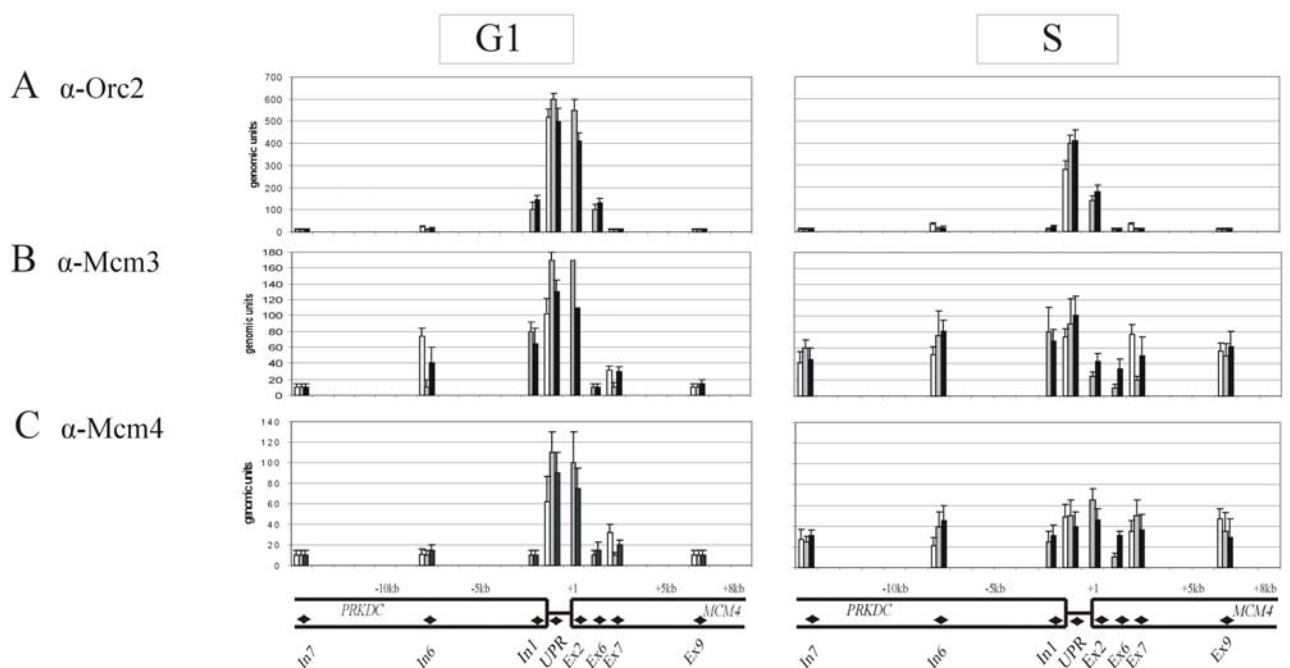 G1 S
A α-Orc2
700
600
500
400
300
200
100
0
genomic units
B α-Mcm3
180
160
140
120
100
80
60
40
20
0
genomic units
C α-Mcm4
140
120
100
80
60
40
20
0
genomic units
-10kb -5kb +1 +5kb +8kb
PRKDC MCM4
In7 In6 In1 UPR Ex2 Ex6 Ex7 Ex9
-10kb -5kb +1 +5kb +8kb
PRKDC MCM4
In7 In6 In1 UPR Ex2 Ex6 Ex7 Ex9